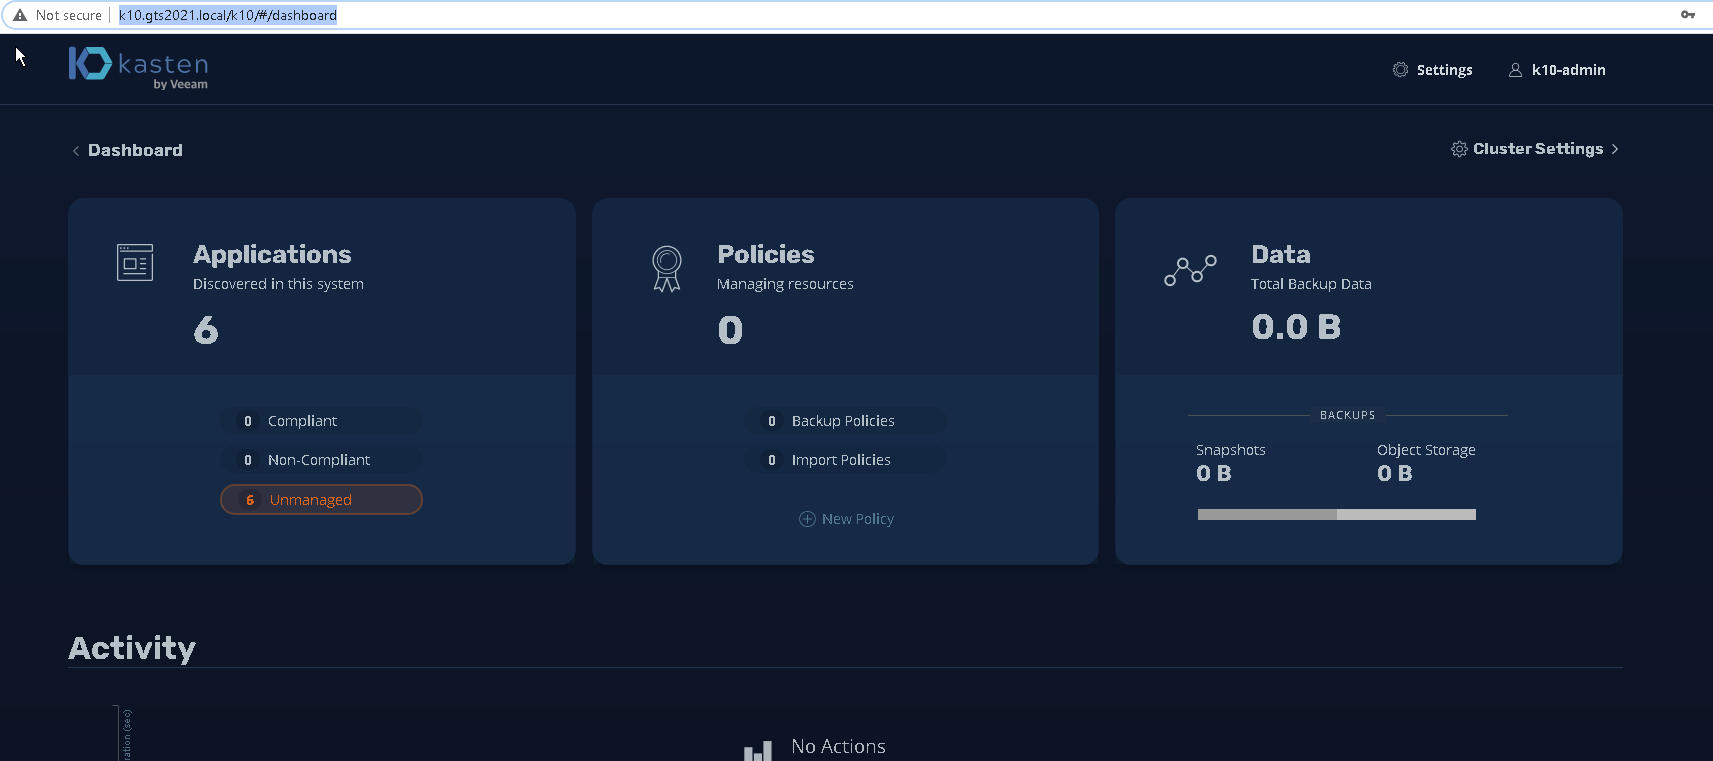 Not secure k10.gts2021.local/k10/#/dashboard
kasten
by Veeam
Settings k10-admin
Dashboard
Cluster Settings
Applications
Discovered in this system
6
0 Compliant
0 Non-Compliant
6 Unmanaged
Policies
Managing resources
0
0 Backup Policies
0 Import Policies
New Policy
Data
Total Backup Data
0.0 B
BACKUPS
Snapshots Object Storage
0 B 0 B
Activity
(sec)
No Actions